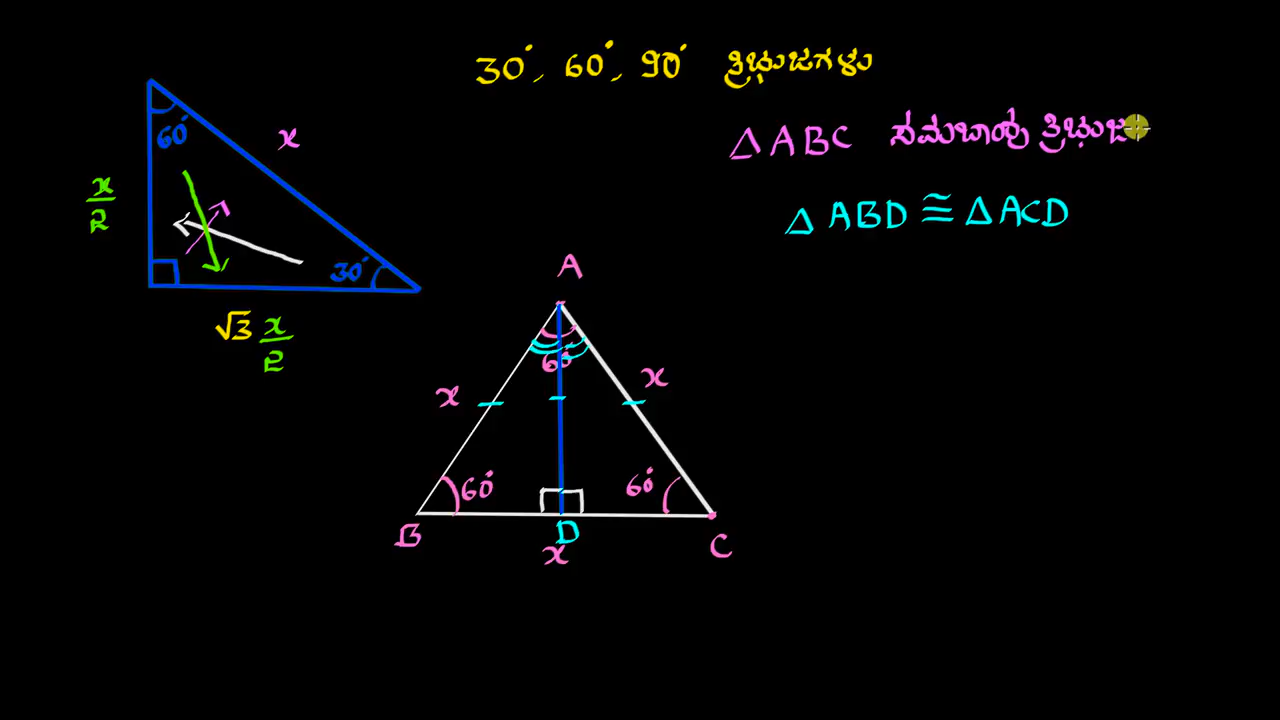 30°, 60°, 90° ತ್ರಿಭುಜಗಳು
△ABC ಸಮಬಾಹು ತ್ರಿಭುಜ
△ABD ≅ △ACD
60°
x
x/2
30°
√3 x/2
A
60°
x
x
60°
60°
B
D
C
x